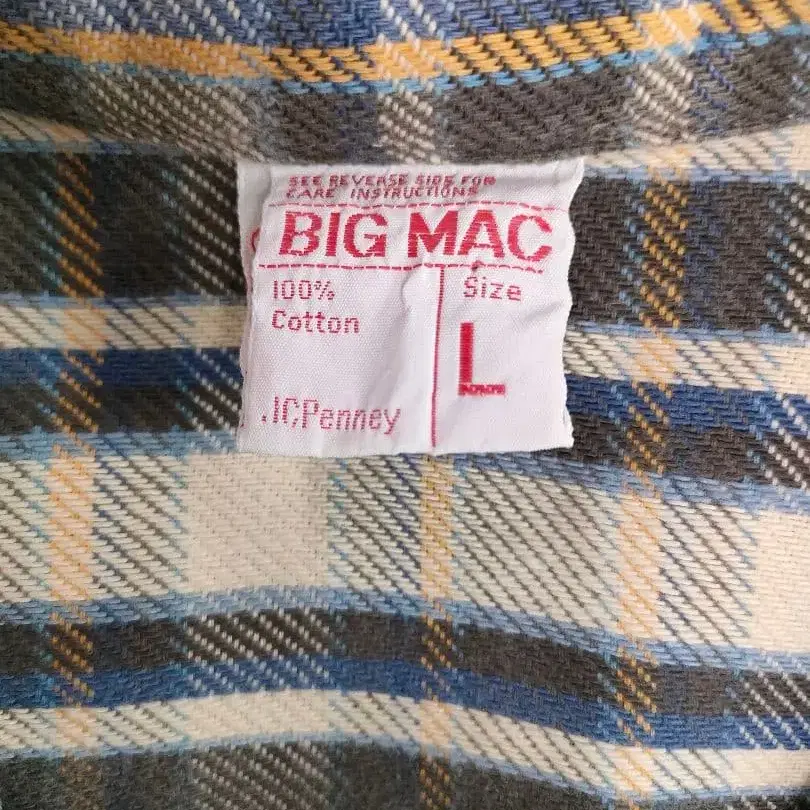 SEE REVERSE SIDE FOR
CARE INSTRUCTIONS
BIG MAC
100%
Cotton
Size
L
JCPenney